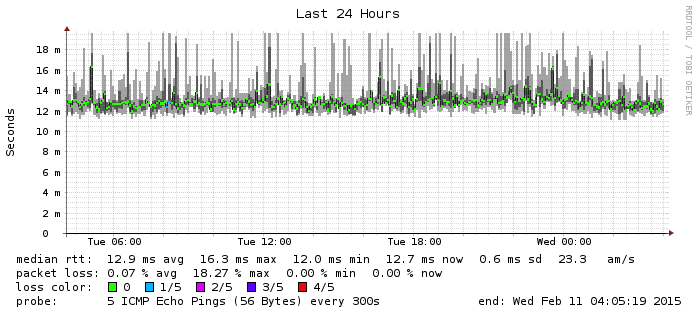 Last 24 Hours
RRDTOOL / TOBI OETIKER
Seconds
18 m
16 m
14 m
12 m
10 m
8 m
6 m
4 m
2 m
0
Tue 06:00 Tue 12:00 Tue 18:00 Wed 00:00
median rtt: 12.9 ms avg 16.3 ms max 12.0 ms min 12.7 ms now 0.6 ms sd 23.3 am/s
packet loss: 0.07 % avg 18.27 % max 0.00 % min 0.00 % now
loss color: 0 1/5 2/5 3/5 4/5
probe: 5 ICMP Echo Pings (56 Bytes) every 300s end: Wed Feb 11 04:05:19 2015